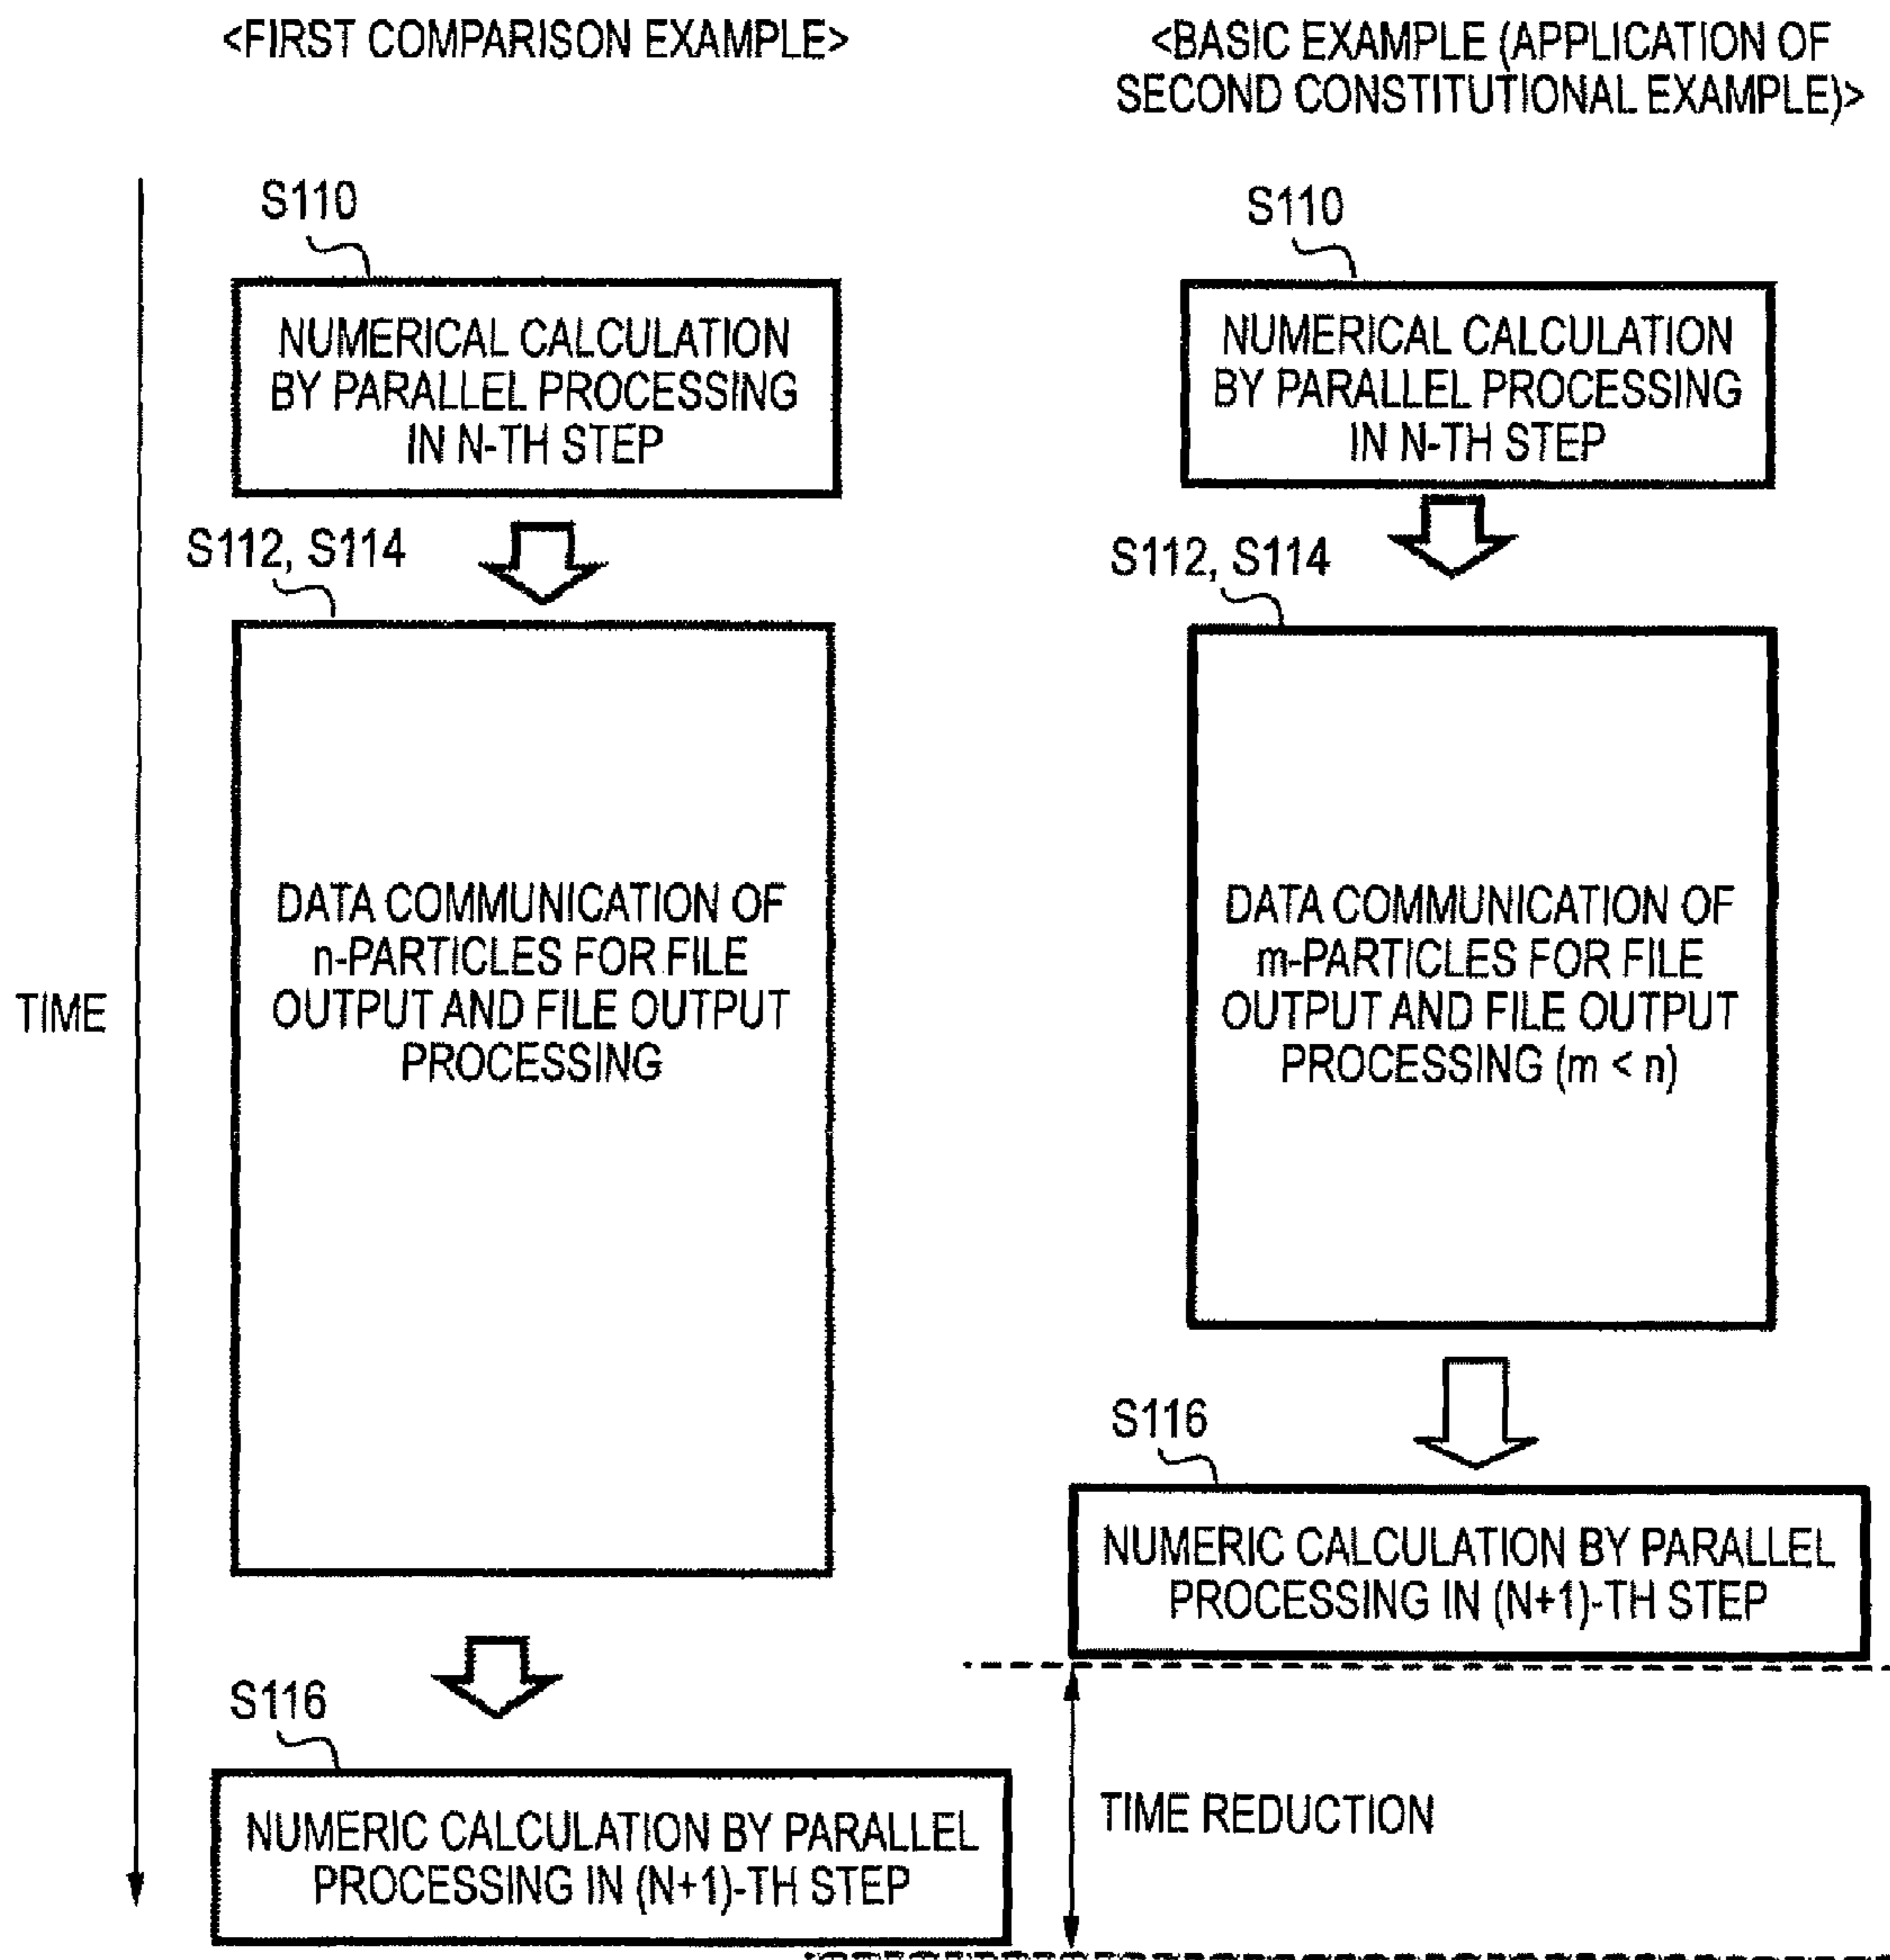 <FIRST COMPARISON EXAMPLE>
<BASIC EXAMPLE (APPLICATION OF
SECOND CONSTITUTIONAL EXAMPLE)>
TIME
S110
NUMERICAL CALCULATION
BY PARALLEL PROCESSING
IN N-TH STEP
S112, S114
DATA COMMUNICATION OF
n-PARTICLES FOR FILE
OUTPUT AND FILE OUTPUT
PROCESSING
S116
NUMERIC CALCULATION BY PARALLEL
PROCESSING IN (N+1)-TH STEP
S110
NUMERICAL CALCULATION
BY PARALLEL PROCESSING
IN N-TH STEP
S112, S114
DATA COMMUNICATION OF
m-PARTICLES FOR FILE
OUTPUT AND FILE OUTPUT
PROCESSING (m < n)
S116
NUMERIC CALCULATION BY PARALLEL
PROCESSING IN (N+1)-TH STEP
TIME REDUCTION